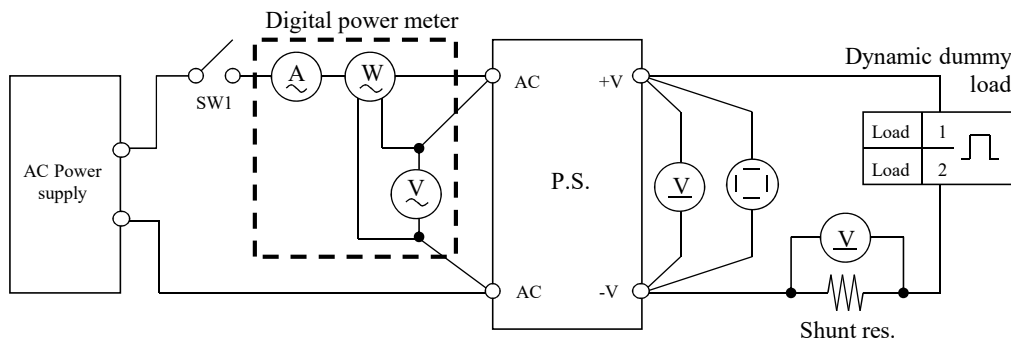 Digital power meter
Dynamic dummy
load
A
W
SW1
AC
+V
Load 1
Load 2
AC Power
supply
V
P.S.
V
V
AC
-V
Shunt res.